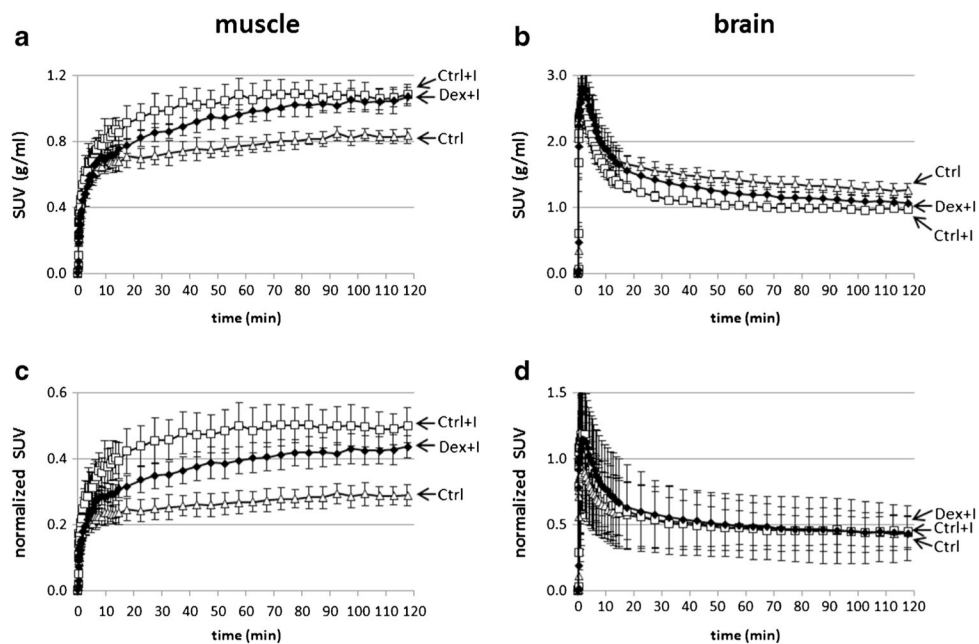 muscle
brain
a
1.2
0.8
0.4
0.0
SUV (g/ml)
0 10 20 30 40 50 60 70 80 90 100 110 120
time (min)
Ctrl+I
Dex+I
Ctrl
b
3.0
2.0
1.0
0.0
SUV (g/ml)
0 10 20 30 40 50 60 70 80 90 100 110 120
time (min)
Ctrl
Dex+I
Ctrl+I
c
0.6
0.4
0.2
0.0
normalized SUV
0 10 20 30 40 50 60 70 80 90 100 110 120
time (min)
Ctrl+I
Dex+I
Ctrl
d
1.5
1.0
0.5
0.0
normalized SUV
0 10 20 30 40 50 60 70 80 90 100 110 120
time (min)
Dex+I
Ctrl+I
Ctrl